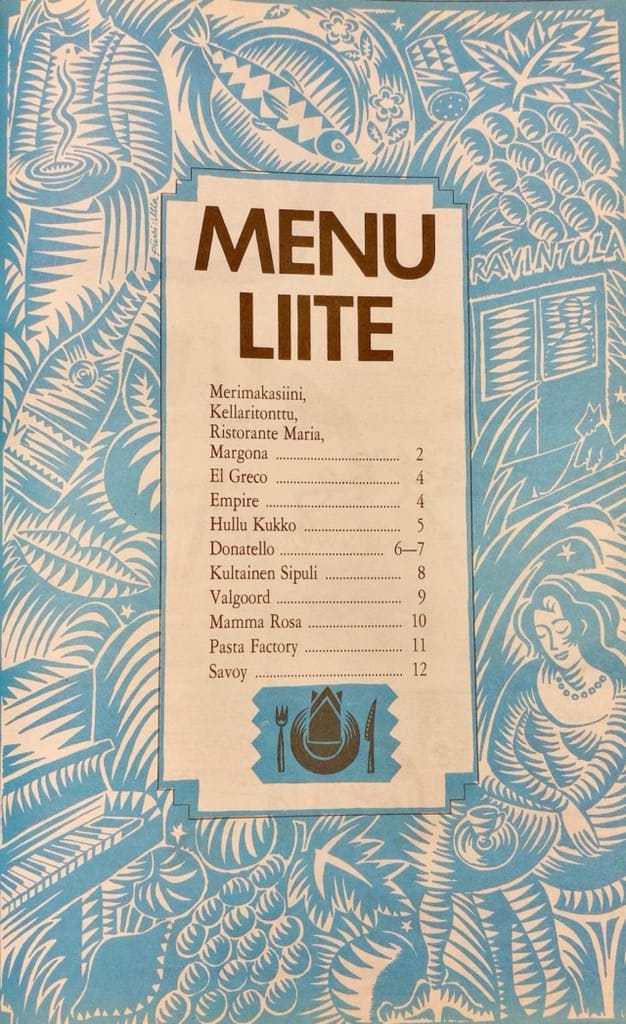 MENU
LIITE
RAVINTOLA
Merimakasiini,
Kellaritonttu,
Ristorante Maria,
Margona .............................. 2
El Greco .............................. 4
Empire ................................. 4
Hullu Kukko ........................ 5
Donatello ......................... 6—7
Kultainen Sipuli ................... 8
Valgoord .............................. 9
Mamma Rosa ....................... 10
Pasta Factory ........................ 11
Savoy .................................... 12